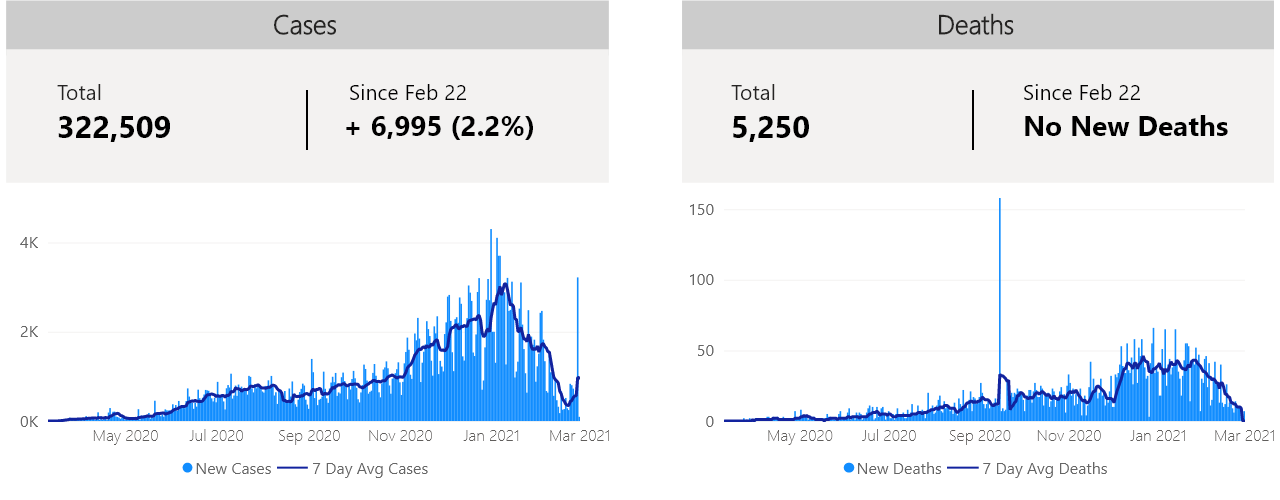 Cases
Total
322,509
Since Feb 22
+ 6,995 (2.2%)
4K
2K
0K
May 2020 Jul 2020 Sep 2020 Nov 2020 Jan 2021 Mar 2021
New Cases 7 Day Avg Cases
Deaths
Total
5,250
Since Feb 22
No New Deaths
150
100
50
0
May 2020 Jul 2020 Sep 2020 Nov 2020 Jan 2021 Mar 2021
New Deaths 7 Day Avg Deaths